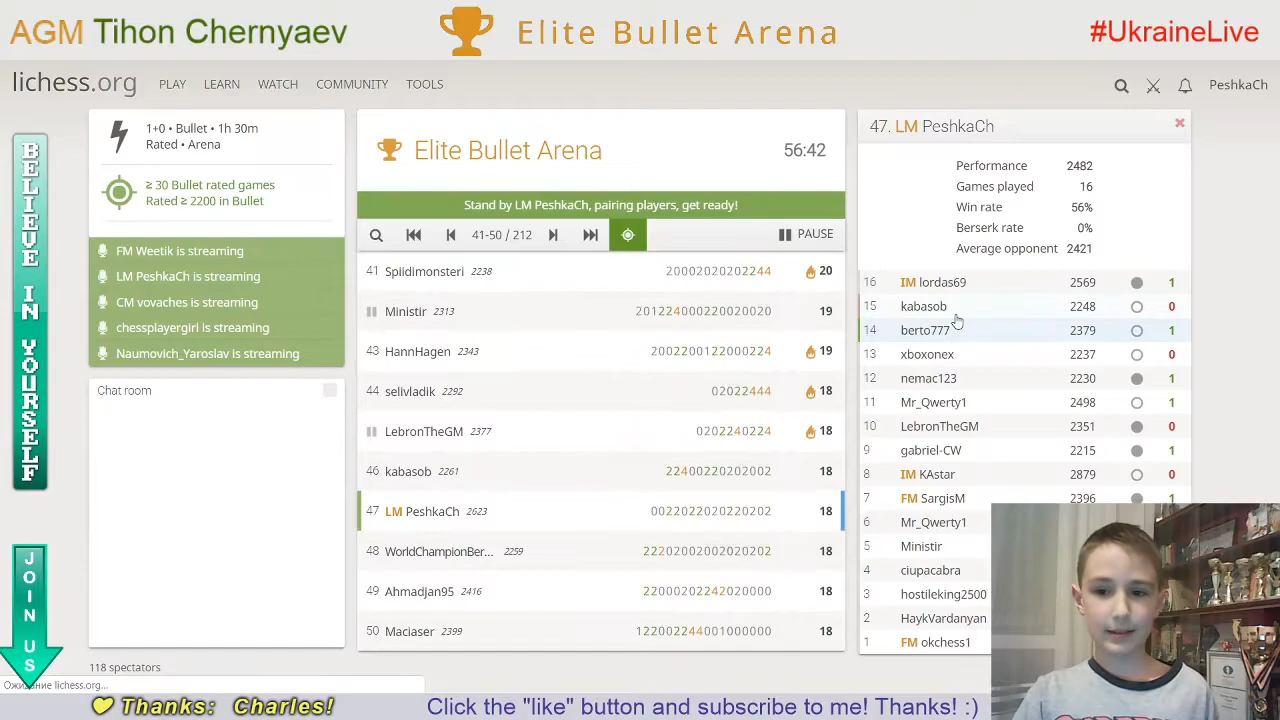 AGM Tihon Chernyaev
Elite Bullet Arena
#UkraineLive
lichess.org
PLAY
LEARN
WATCH
COMMUNITY
TOOLS
PeshkaCh
BELIEVE IN YOURSELF
JOIN US
1+0 • Bullet • 1h 30m
Rated • Arena
≥ 30 Bullet rated games
Rated ≥ 2200 in Bullet
FM Weetik is streaming
LM PeshkaCh is streaming
CM vovaches is streaming
chessplayergirl is streaming
Naumovich_Yaroslav is streaming
Chat room
118 spectators
Ожидание lichess.org...
Elite Bullet Arena 56:42
Stand by LM PeshkaCh, pairing players, get ready!
41-50 / 212 PAUSE
41 Spiidimonsteri 2238 20002020202244 20
Ministir 2313 2012240002200200 19
43 HannHagen 2343 200220012200022400 19
44 selivladik 2292 02022444 18
LebronTheGM 2377 0202240224 18
46 kabasob 2261 22400220202002 18
47 LM PeshkaCh 2623 0022022020220202 18
48 WorldChampionBer... 2259 222020020020202 18
49 Ahmadjan95 2416 220002022242020000 18
50 Maciaser 2399 122002244001000000 18
47. LM PeshkaCh
Performance 2482
Games played 16
Win rate 56%
Berserk rate 0%
Average opponent 2421
16 IM lordas69 2569 1
15 kabasob 2248 0
14 berto777 2379 1
13 xboxonex 2237 0
12 nemac123 2230 1
11 Mr_Qwerty1 2498 1
10 LebronTheGM 2351 0
9 gabriel-CW 2215 1
8 IM KAstar 2879 0
7 FM SargisM 2396 1
6 Mr_Qwerty1
5 Ministir
4 ciupacabra
3 hostileking2500
2 HaykVardanyan
1 FM okchess1
Thanks: Charles!
Click the "like" button and subscribe to me! Thanks! :)